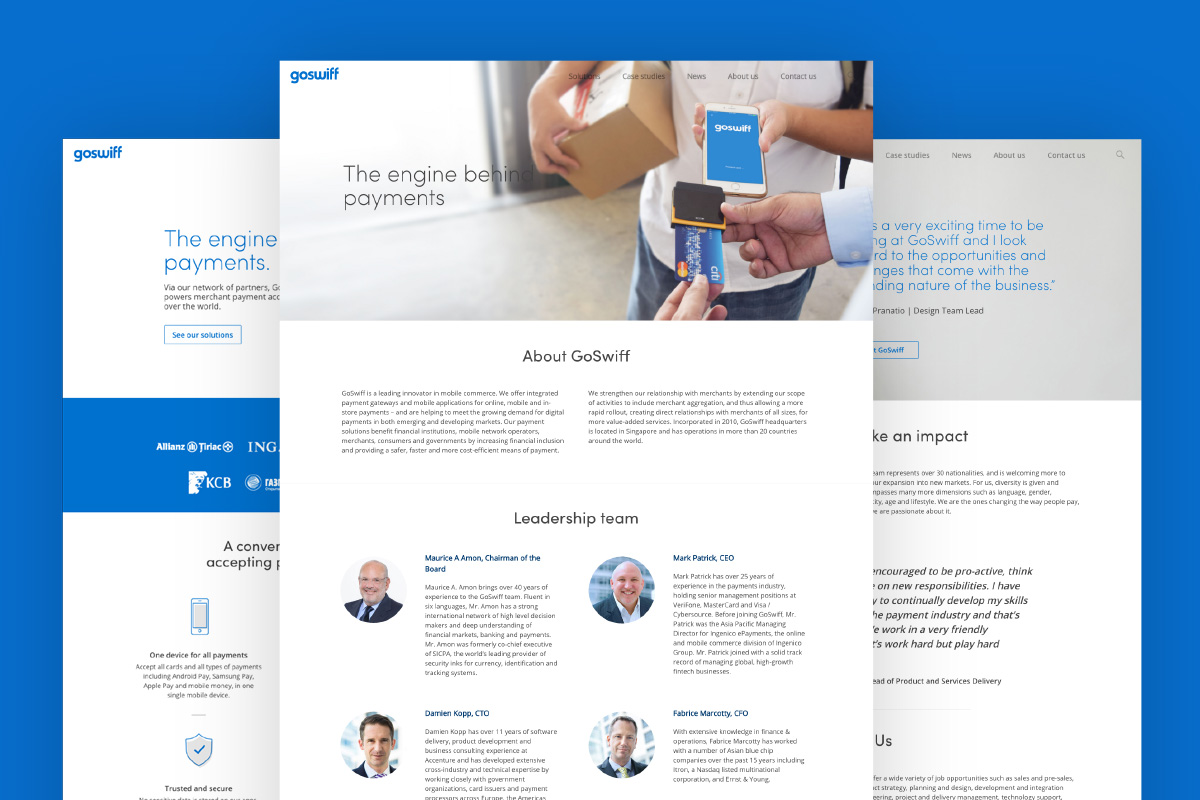 goswiff
The engine
payments.
Via our network of partners,
powers merchant payment
over the world.
See our solutions
Allianz Tiriac ING
KCB
A
accepting
One device for all payments
Accept all cards and all types of payments
including Android Pay, Samsung Pay,
Apple Pay and mobile money, in one
single mobile device.
Trusted and secure
goswiff
Solutions Case studies News About us Contact us
goswiff
The engine behind
payments
citi
About GoSwiff
GoSwiff is a leading innovator in mobile commerce. We offer integrated
payment gateways and mobile applications for online, mobile and in-
store payments – and are helping to meet the growing demand for digital
payments in both emerging and developing markets. Our payment
solutions benefit financial institutions, mobile network operators,
merchants, consumers and governments by increasing financial inclusion
and providing a safer, faster and more cost-efficient means of payment.
We strengthen our relationship with merchants by extending our scope
of activities to include merchant aggregation, and thus allowing a more
rapid rollout, creating direct relationships with merchants of all sizes, for
more value-added services. Incorporated in 2010, GoSwiff headquarters
is located in Singapore and has operations in more than 20 countries
around the world.
Leadership team
Maurice A Amon, Chairman of the
Board
Maurice A. Amon brings over 40 years of
experience to the GoSwiff team. Fluent in
six languages, Mr. Amon has a strong
international network of high level decision
makers and deep understanding of
financial markets, banking and payments.
Mr. Amon was formerly co-chief executive
of SICPA, the world's leading provider of
security inks for currency, identification and
tracking systems.
Mark Patrick, CEO
Mark Patrick has over 25 years of
experience in the payments industry,
holding senior management positions at
Verifone, MasterCard and Visa /
Cybersource. Before joining GoSwiff, Mr.
Patrick was the Asia Pacific Managing
Director for Ingenico ePayments, the online
and mobile commerce division of Ingenico
Group. Mr. Patrick joined with a solid track
record of managing global, high-growth
fintech businesses.
Damien Kopp, CTO
Damien Kopp has over 11 years of software
delivery, product development and
business consulting experience at
Accenture and has developed extensive
cross-industry and technical expertise by
working closely with government
organizations, card issuers and payment
processors across Europe, the Americas,
Fabrice Marcotty, CFO
With extensive knowledge in finance &
operations, Fabrice Marcotty has worked
with a number of Asian blue chip
companies over the past 15 years including
Itron, a Nasdaq listed multinational
corporation, and Ernst & Young.
Case studies News About us Contact us
a very exciting time to be
at GoSwiff and I look
to the opportunities and
that come with the
nature of the business."
Pranatio | Design Team Lead
GoSwiff
an impact
represents over 30 nationalities, and is welcoming more to
expansion into new markets. For us, diversity is given and
many more dimensions such as language, gender,
age and lifestyle. We are the ones changing the way people pay,
are passionate about it.
encouraged to be pro-active, think
on new responsibilities. I have
to continually develop my skills
payment industry and that's
work in a very friendly
work hard but play hard
of Product and Services Delivery
Us
a wide variety of job opportunities such as sales and pre-sales,
strategy, planning and design, development and integration
project and delivery management, technology support,